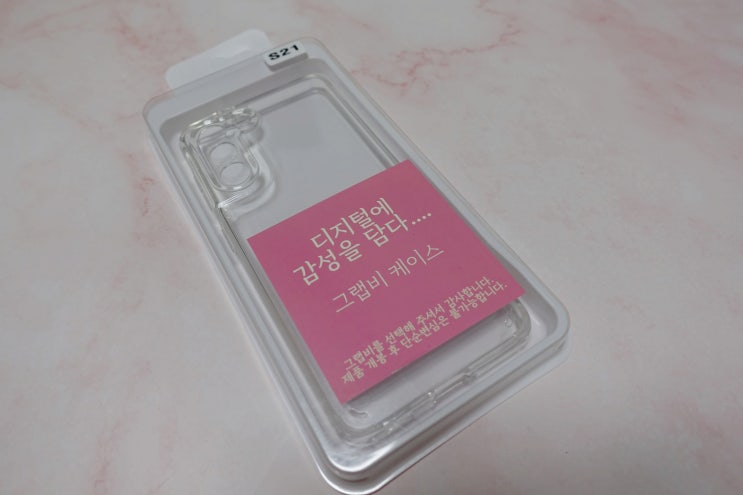 S21
디지털에
감성을 담다....
그랩비 케이스
그랩비를 선택해 주셔서 감사합니다.
제품 개봉 후 단순변심은 불가능합니다.